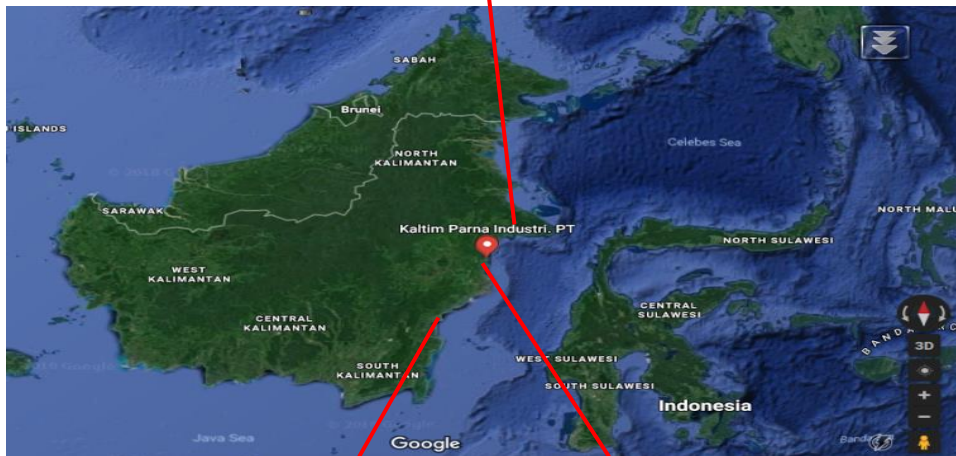 SABAH
Brunei
ISLANDS
NORTH
KALIMANTAN
Celebes Sea
SARAWAK
NORTH MALU
Kaltim Parna Industri. PT
NORTH SULAWESI
WEST
KALIMANTAN
CENTRAL
KALIMANTAN
CENTRAL
SULAWESI
3D
WEST SULAWESI
SOUTH
KALIMANTAN
SOUTH SULAWESI
Indonesia
Java Sea
Google
Banda